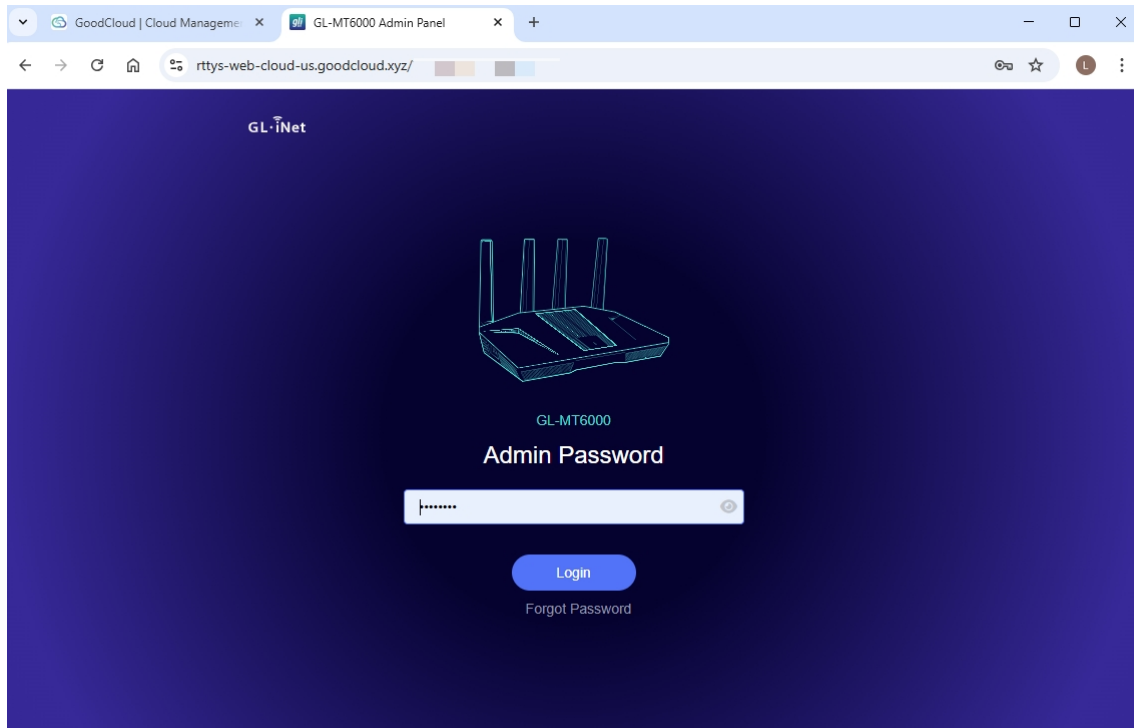 GoodCloud | Cloud Manageme
GL-MT6000 Admin Panel
rttys-web-cloud-us.goodcloud.xyz/
L
GL·iNet
GL-MT6000
Admin Password
Login
Forgot Password